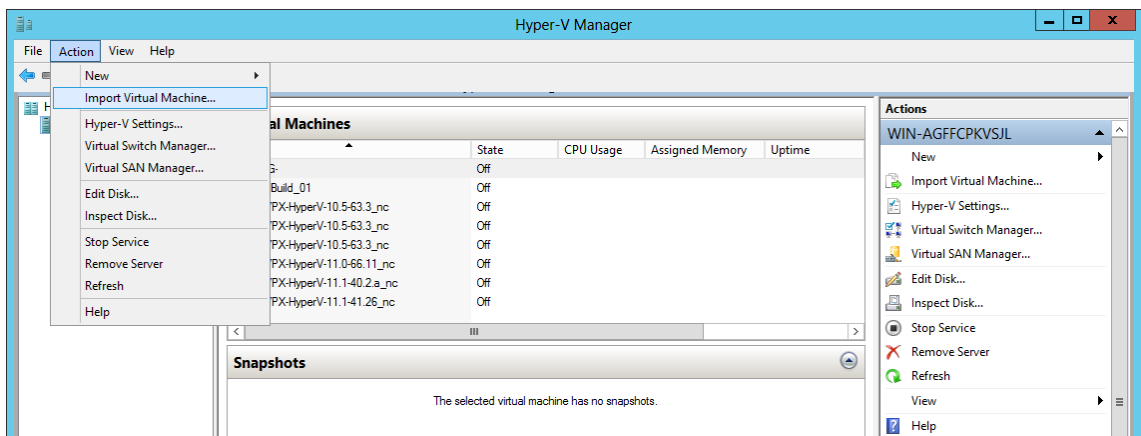 Hyper-V Manager
File Action View Help
New
Import Virtual Machine...
Hyper-V Settings...
Virtual Switch Manager...
Virtual SAN Manager...
Edit Disk...
Inspect Disk...
Stop Service
Remove Server
Refresh
Help
H
al Machines
State CPU Usage Assigned Memory Uptime
G- Off
Build_01 Off
PX-HyperV-10.5-63.3_nc Off
PX-HyperV-10.5-63.3_nc Off
PX-HyperV-10.5-63.3_nc Off
PX-HyperV-11.0-66.11_nc Off
PX-HyperV-11.1-40.2.a_nc Off
PX-HyperV-11.1-41.26_nc Off
Snapshots
The selected virtual machine has no snapshots.
Actions
WIN-AGFFCPKVSJL
New
Import Virtual Machine...
Hyper-V Settings...
Virtual Switch Manager...
Virtual SAN Manager...
Edit Disk...
Inspect Disk...
Stop Service
Remove Server
Refresh
View
Help